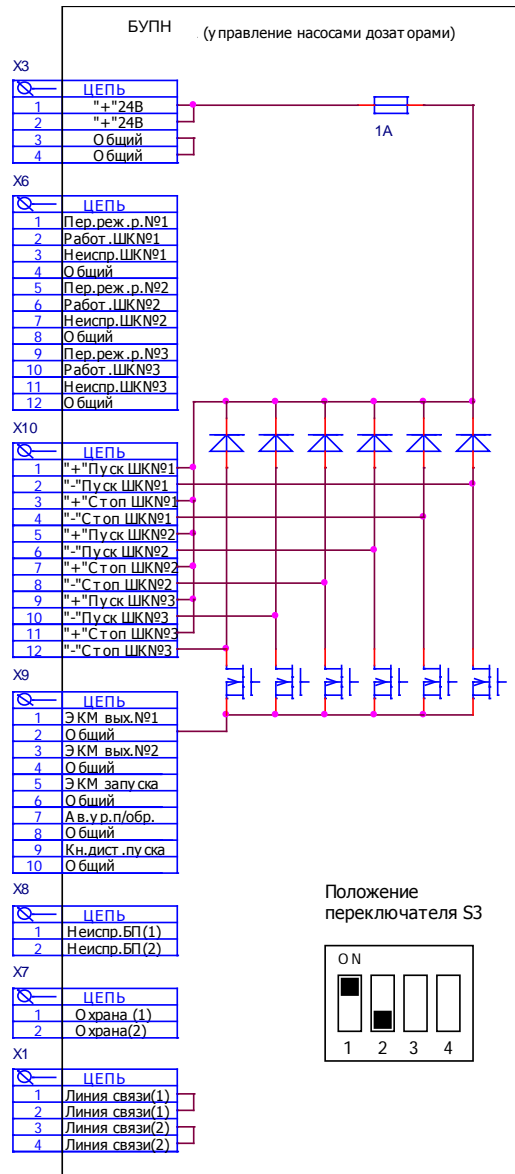 БУПН (управление насосами дозаторами)
X3
ЦЕПЬ
1 "+"24В
2 "+"24В
3 Общий
4 Общий
1А
X6
ЦЕПЬ
1 Пер.реж.р.№1
2 Работ.ШК№1
3 Неиспр.ШК№1
4 Общий
5 Пер.реж.р.№2
6 Работ.ШК№2
7 Неиспр.ШК№2
8 Общий
9 Пер.реж.р.№3
10 Работ.ШК№3
11 Неиспр.ШК№3
12 Общий
X10
ЦЕПЬ
1 "+"Пуск ШК№1
2 "-"Пуск ШК№1
3 "+"Стоп ШК№1
4 "-"Стоп ШК№1
5 "+"Пуск ШК№2
6 "-"Пуск ШК№2
7 "+"Стоп ШК№2
8 "-"Стоп ШК№2
9 "+"Пуск ШК№3
10 "-"Пуск ШК№3
11 "+"Стоп ШК№3
12 "-"Стоп ШК№3
X9
ЦЕПЬ
1 ЭКМ вых.№1
2 Общий
3 ЭКМ вых.№2
4 Общий
5 ЭКМ запуска
6 Общий
7 Ав.ур.п/обр.
8 Общий
9 Кн.дист.пуска
10 Общий
X8
ЦЕПЬ
1 Неиспр.БП(1)
2 Неиспр.БП(2)
X7
ЦЕПЬ
1 Охрана (1)
2 Охрана(2)
X1
ЦЕПЬ
1 Линия связи(1)
2 Линия связи(1)
3 Линия связи(2)
4 Линия связи(2)
Положение
переключателя S3
ON
1 2 3 4